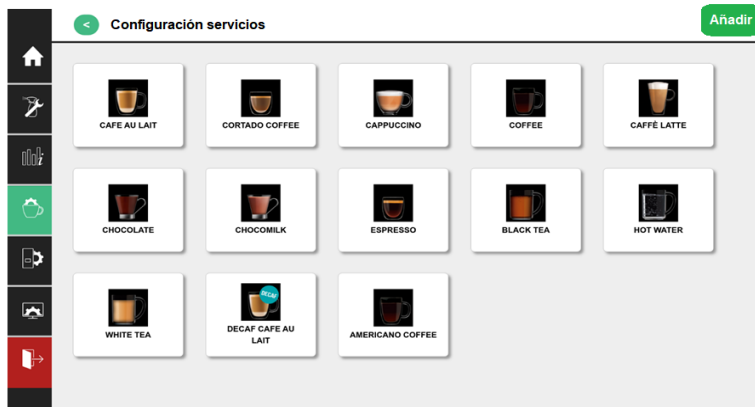 <
Configuración servicios
Añadir
CAFE AU LAIT
CORTADO COFFEE
CAPPUCCINO
COFFEE
CAFFÈ LATTE
CHOCOLATE
CHOCOMILK
ESPRESSO
BLACK TEA
HOT WATER
WHITE TEA
DECAF
DECAF CAFE AU
LAIT
AMERICANO COFFEE